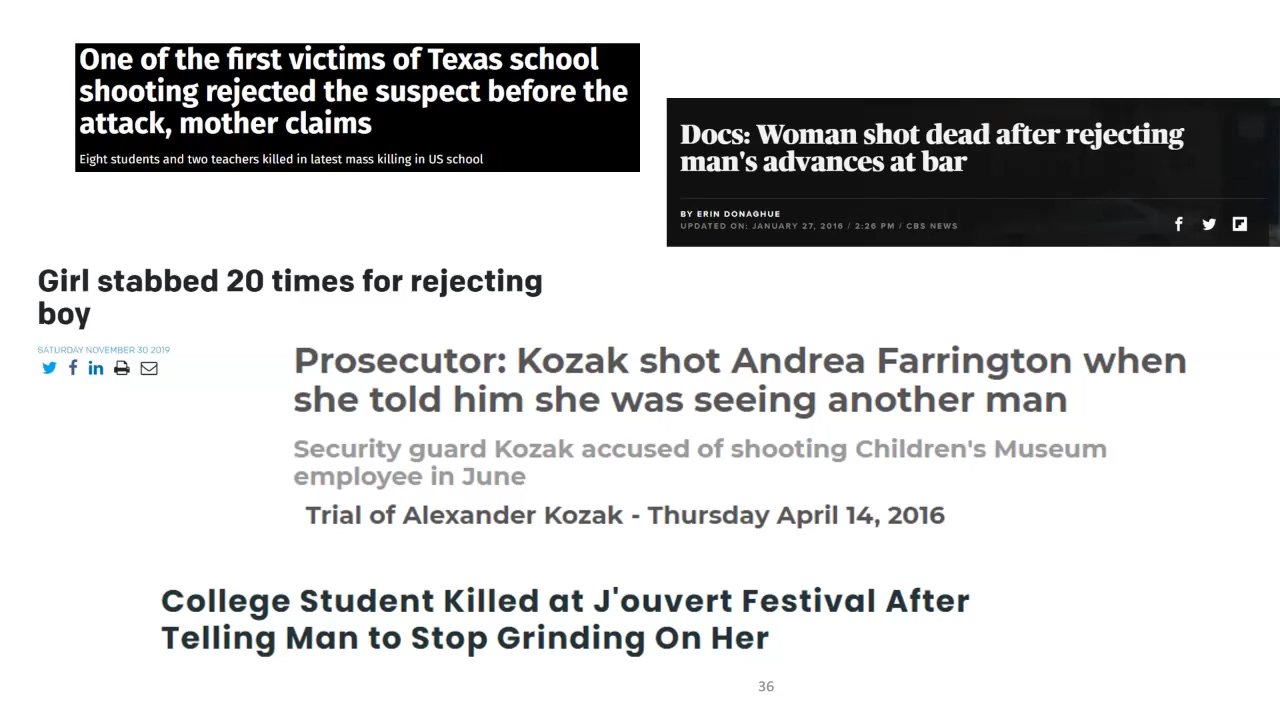 One of the first victims of Texas school
shooting rejected the suspect before the
attack, mother claims
Eight students and two teachers killed in latest mass killing in US school
Docs: Woman shot dead after rejecting
man's advances at bar
BY ERIN DONAGHUE
UPDATED ON: JANUARY 27, 2016 / 2:26 PM / CBS NEWS
Girl stabbed 20 times for rejecting
boy
SATURDAY NOVEMBER 30 2019
Prosecutor: Kozak shot Andrea Farrington when
she told him she was seeing another man
Security guard Kozak accused of shooting Children's Museum
employee in June
Trial of Alexander Kozak - Thursday April 14, 2016
College Student Killed at J'ouvert Festival After
Telling Man to Stop Grinding On Her
36